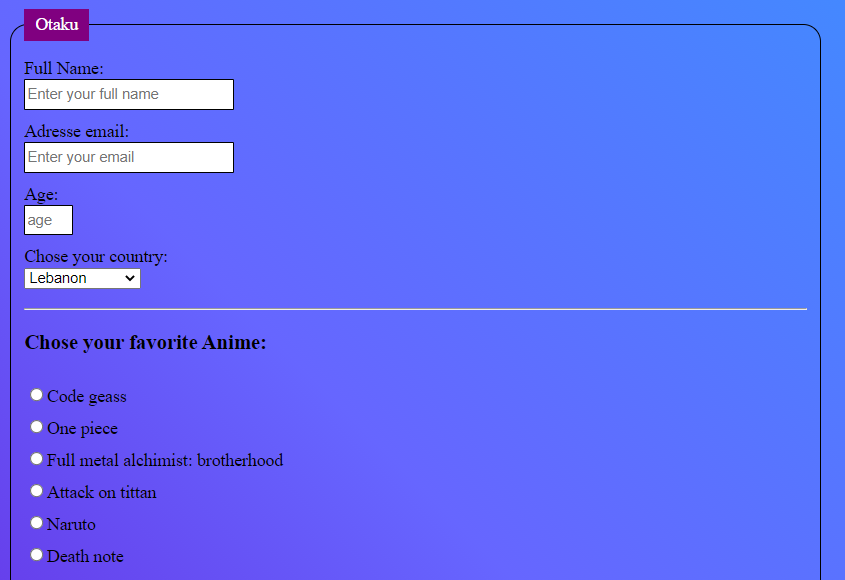 Otaku
Full Name:
Enter your full name
Adresse email:
Enter your email
Age:
age
Chose your country:
Lebanon
Chose your favorite Anime:
Code geass
One piece
Full metal alchimist: brotherhood
Attack on tittan
Naruto
Death note